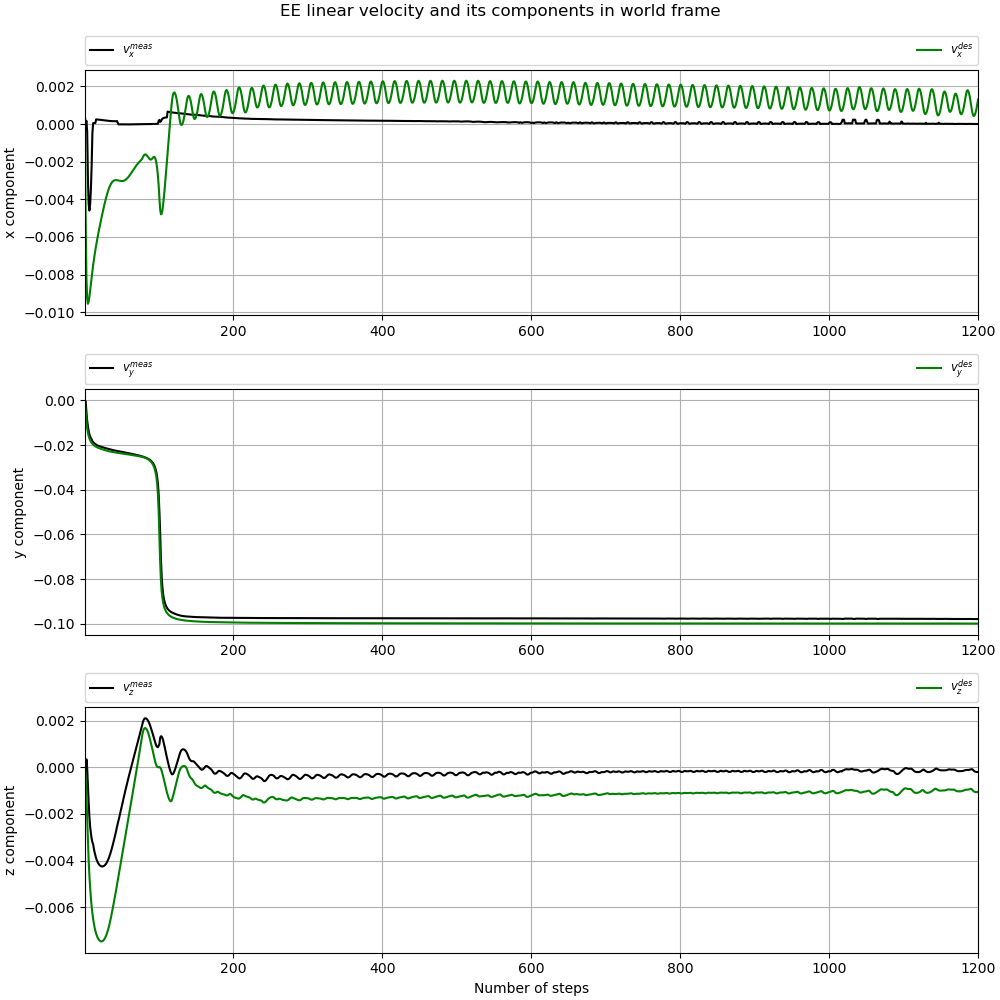 EE linear velocity and its components in world frame
v_x^meas v_x^des
0.002
0.000
−0.002
−0.004
−0.006
−0.008
−0.010
x component
200 400 600 800 1000 1200
v_y^meas v_y^des
0.00
−0.02
−0.04
−0.06
−0.08
−0.10
y component
200 400 600 800 1000 1200
v_z^meas v_z^des
0.002
0.000
−0.002
−0.004
−0.006
z component
200 400 600 800 1000 1200
Number of steps